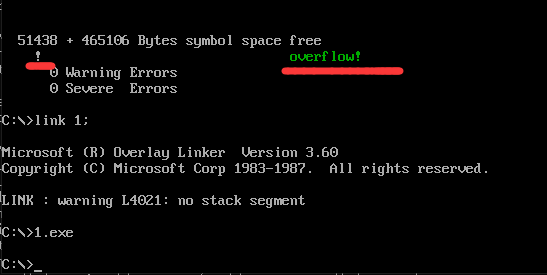 51438 + 465106 Bytes symbol space free
! overflow!
0 Warning Errors
0 Severe  Errors
C:\>link 1;
Microsoft (R) Overlay Linker  Version 3.60
Copyright (C) Microsoft Corp 1983-1987.  All rights reserved.
LINK : warning L4021: no stack segment
C:\>1.exe
C:\>_